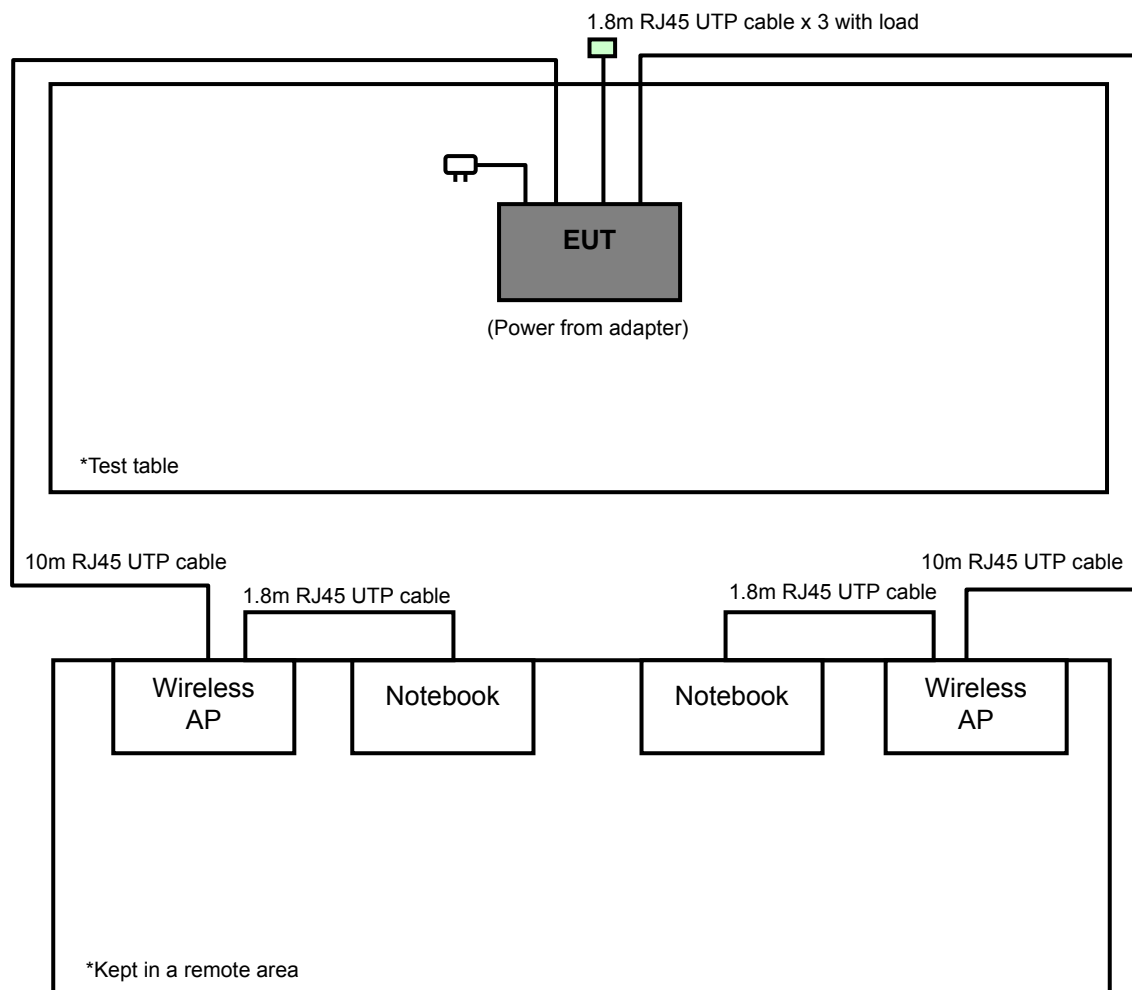 1.8m RJ45 UTP cable x 3 with load
EUT
(Power from adapter)
*Test table
10m RJ45 UTP cable
10m RJ45 UTP cable
1.8m RJ45 UTP cable
1.8m RJ45 UTP cable
Wireless
AP
Notebook
Notebook
Wireless
AP
*Kept in a remote area